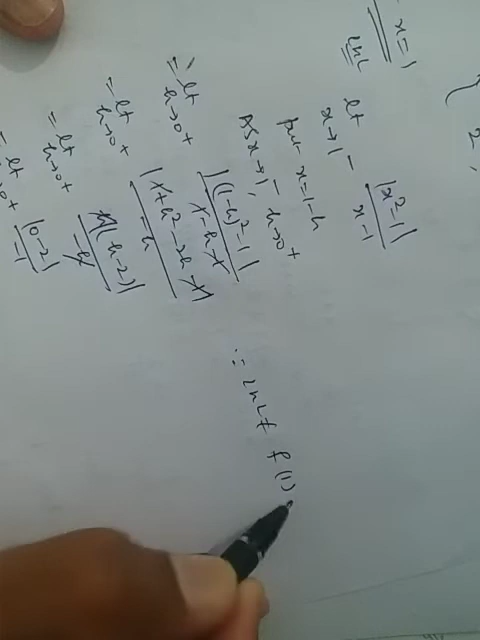 x = 1
LHL
lt x→1⁻ |x²-1| / x-1
put x = 1-h
As x→1⁻, h→0+
= lt h→0+ |(1-h)²-1| / 1-h-1
= lt h→0+ |1+h²-2h-1| / -h
= lt h→0+ h|(h-2)| / -h
= lt h→0+ |0-2| / -1
∴ LHL ≠ f(1)
2,